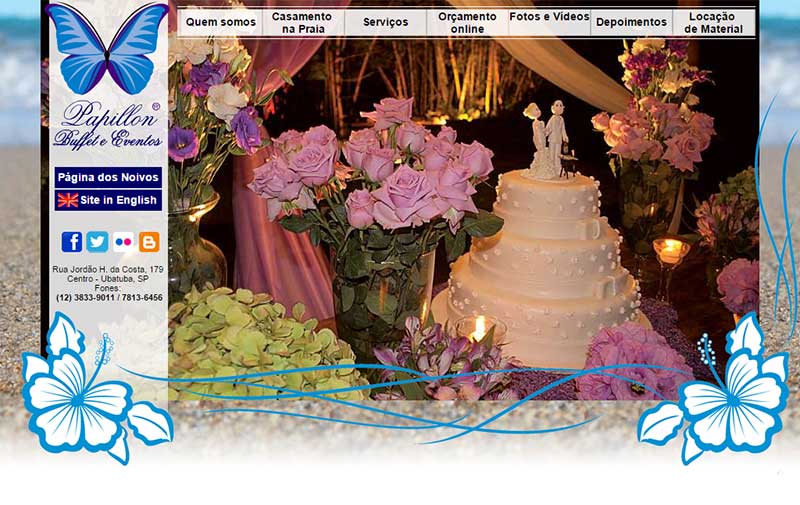 Quem somos
Casamento
na Praia
Serviços
Orçamento
online
Fotos e Vídeos
Depoimentos
Locação
de Material
Papillon®
Buffet e Eventos
Página dos Noivos
Site in English
Rua Jordão H. da Costa, 179
Centro - Ubatuba, SP
Fones:
(12) 3833-9011 / 7813-6456